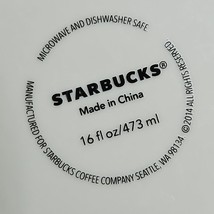 MICROWAVE AND DISHWASHER SAFE
STARBUCKS®
Made in China
16 fl oz/473 ml
©2014 ALL RIGHTS RESERVED
MANUFACTURED FOR STARBUCKS COFFEE COMPANY SEATTLE, WA 98134